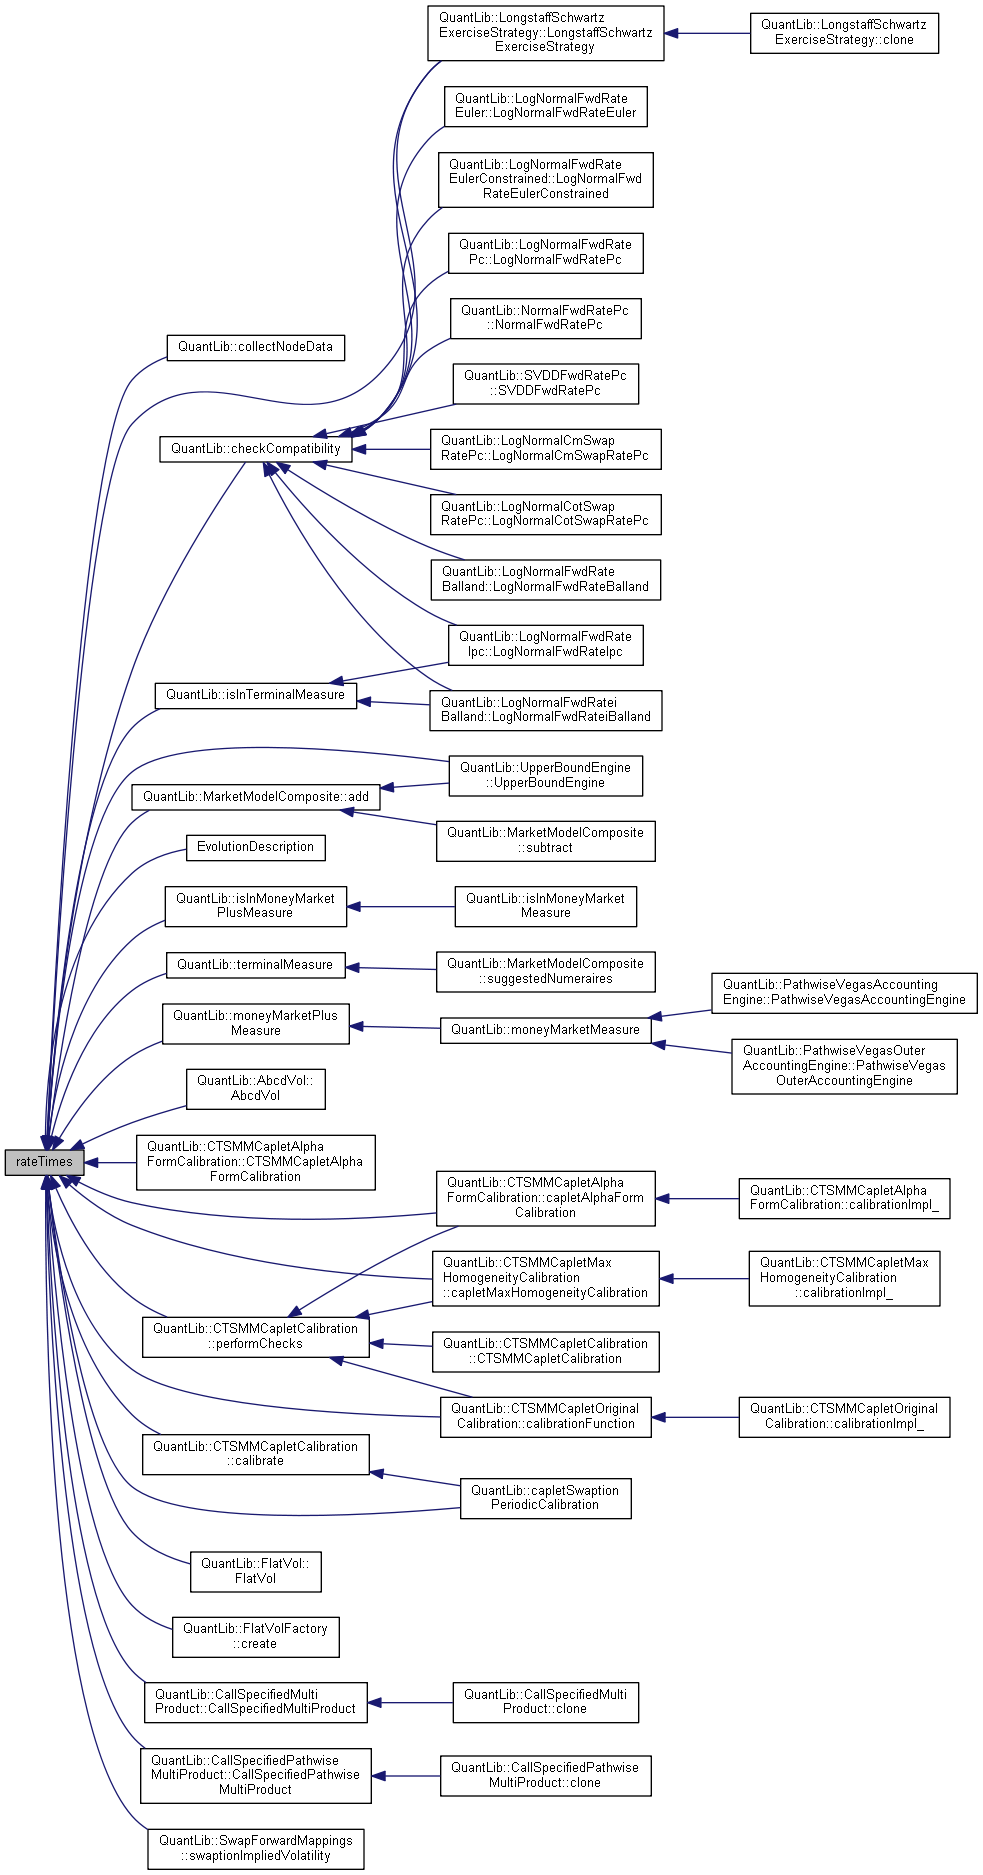 QuantLib::LongstaffSchwartz
ExerciseStrategy::LongstaffSchwartz
ExerciseStrategy
QuantLib::LongstaffSchwartz
ExerciseStrategy::clone
QuantLib::LogNormalFwdRate
Euler::LogNormalFwdRateEuler
QuantLib::LogNormalFwdRate
EulerConstrained::LogNormalFwd
RateEulerConstrained
QuantLib::LogNormalFwdRate
Pc::LogNormalFwdRatePc
QuantLib::NormalFwdRatePc
::NormalFwdRatePc
QuantLib::collectNodeData
QuantLib::SVDDFwdRatePc
::SVDDFwdRatePc
QuantLib::checkCompatibility
QuantLib::LogNormalCmSwap
RatePc::LogNormalCmSwapRatePc
QuantLib::LogNormalCotSwap
RatePc::LogNormalCotSwapRatePc
QuantLib::LogNormalFwdRate
Balland::LogNormalFwdRateBalland
QuantLib::LogNormalFwdRate
Ipc::LogNormalFwdRateIpc
QuantLib::isInTerminalMeasure
QuantLib::LogNormalFwdRatei
Balland::LogNormalFwdRateiBalland
QuantLib::UpperBoundEngine
::UpperBoundEngine
QuantLib::MarketModelComposite::add
QuantLib::MarketModelComposite
::subtract
EvolutionDescription
QuantLib::isInMoneyMarket
PlusMeasure
QuantLib::isInMoneyMarket
Measure
QuantLib::terminalMeasure
QuantLib::MarketModelComposite
::suggestedNumeraires
QuantLib::PathwiseVegasAccounting
Engine::PathwiseVegasAccountingEngine
QuantLib::moneyMarketPlus
Measure
QuantLib::moneyMarketMeasure
QuantLib::PathwiseVegasOuter
AccountingEngine::PathwiseVegas
OuterAccountingEngine
QuantLib::AbcdVol::
AbcdVol
rateTimes
QuantLib::CTSMMCapletAlpha
FormCalibration::CTSMMCapletAlpha
FormCalibration
QuantLib::CTSMMCapletAlpha
FormCalibration::capletAlphaForm
Calibration
QuantLib::CTSMMCapletAlpha
FormCalibration::calibrationImpl_
QuantLib::CTSMMCapletMax
HomogeneityCalibration
::capletMaxHomogeneityCalibration
QuantLib::CTSMMCapletMax
HomogeneityCalibration
::calibrationImpl_
QuantLib::CTSMMCapletCalibration
::performChecks
QuantLib::CTSMMCapletCalibration
::CTSMMCapletCalibration
QuantLib::CTSMMCapletOriginal
Calibration::calibrationFunction
QuantLib::CTSMMCapletOriginal
Calibration::calibrationImpl_
QuantLib::CTSMMCapletCalibration
::calibrate
QuantLib::capletSwaption
PeriodicCalibration
QuantLib::FlatVol::
FlatVol
QuantLib::FlatVolFactory
::create
QuantLib::CallSpecifiedMulti
Product::CallSpecifiedMultiProduct
QuantLib::CallSpecifiedMulti
Product::clone
QuantLib::CallSpecifiedPathwise
MultiProduct::CallSpecifiedPathwise
MultiProduct
QuantLib::CallSpecifiedPathwise
MultiProduct::clone
QuantLib::SwapForwardMappings
::swaptionImpliedVolatility